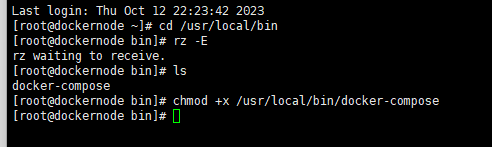 Last login: Thu Oct 12 22:23:42 2023
[root@dockernode ~]# cd /usr/local/bin
[root@dockernode bin]# rz -E
rz waiting to receive.
[root@dockernode bin]# ls
docker-compose
[root@dockernode bin]# chmod +x /usr/local/bin/docker-compose
[root@dockernode bin]#